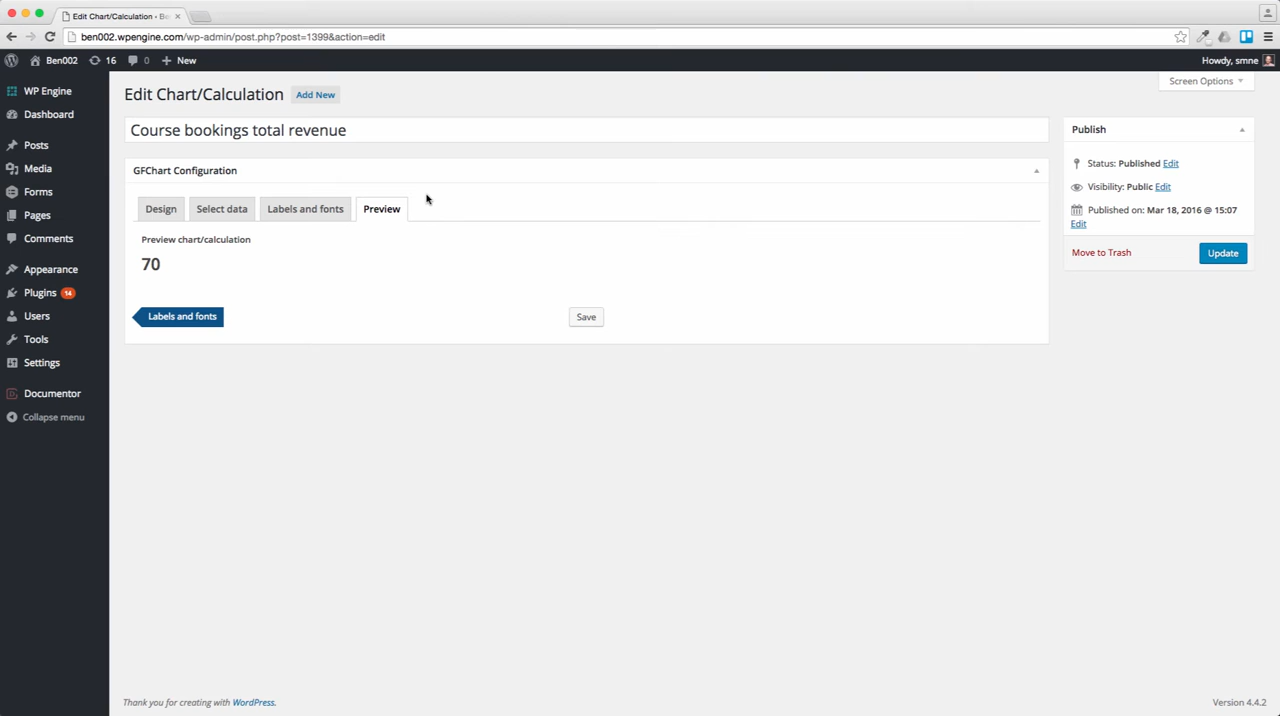 Edit Chart/Calculation ‹ Be
ben002.wpengine.com/wp-admin/post.php?post=1399&action=edit
Ben002 16 0 New
Howdy, smne
Screen Options
WP Engine
Dashboard
Posts
Media
Forms
Pages
Comments
Appearance
Plugins 14
Users
Tools
Settings
Documentor
Collapse menu
Edit Chart/Calculation Add New
Course bookings total revenue
GFChart Configuration
Design Select data Labels and fonts Preview
Preview chart/calculation
70
Labels and fonts Save
Publish
Status: Published Edit
Visibility: Public Edit
Published on: Mar 18, 2016 @ 15:07
Edit
Move to Trash Update
Thank you for creating with WordPress.
Version 4.4.2